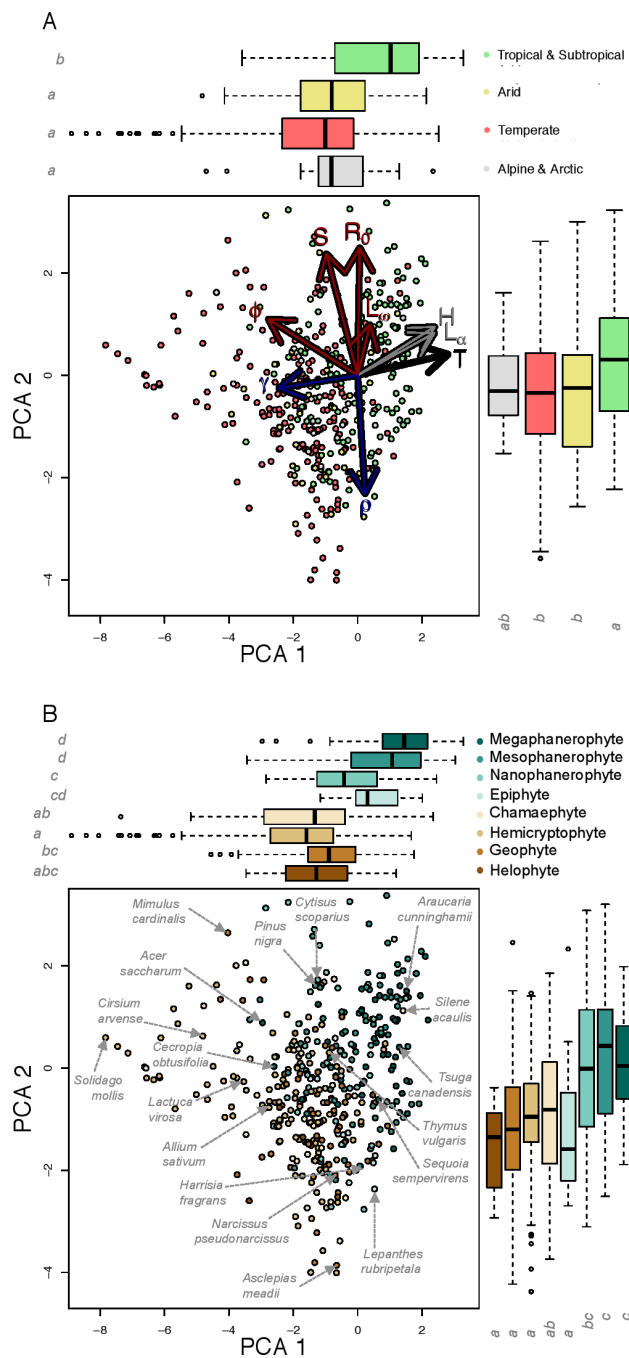 A
b
Tropical & Subtropical
a
Arid
a
Temperate
a
Alpine & Arctic
S
R0
ϕ
Lω
H
Lα
T
γ
ρ
2
0
-2
-4
PCA 2
-8
-6
-4
-2
0
2
PCA 1
ab
b
b
a
B
d
Megaphanerophyte
d
Mesophanerophyte
c
Nanophanerophyte
cd
Epiphyte
ab
Chamaephyte
a
Hemicryptophyte
bc
Geophyte
abc
Helophyte
Mimulus
cardinalis
Cytisus
scoparius
Araucaria
cunninghamii
Pinus
nigra
Acer
saccharum
Cirsium
arvense
Silene
acaulis
Cecropia
obtusifolia
Solidago
mollis
Tsuga
canadensis
Lactuca
virosa
Thymus
vulgaris
Allium
sativum
Sequoia
sempervirens
Harrisia
fragrans
Narcissus
pseudonarcissus
Lepanthes
rubripetala
Asclepias
meadii
2
0
-2
-4
PCA 2
-8
-6
-4
-2
0
2
PCA 1
a
a
a
ab
a
bc
c
c